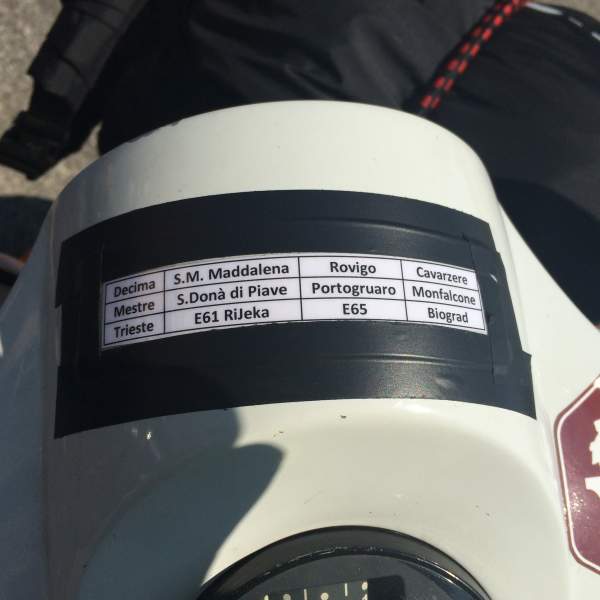 Decima S.M. Maddalena Rovigo Cavarzere
Mestre S.Donà di Piave Portogruaro Monfalcone
Trieste E61 RiJeka E65 Biograd